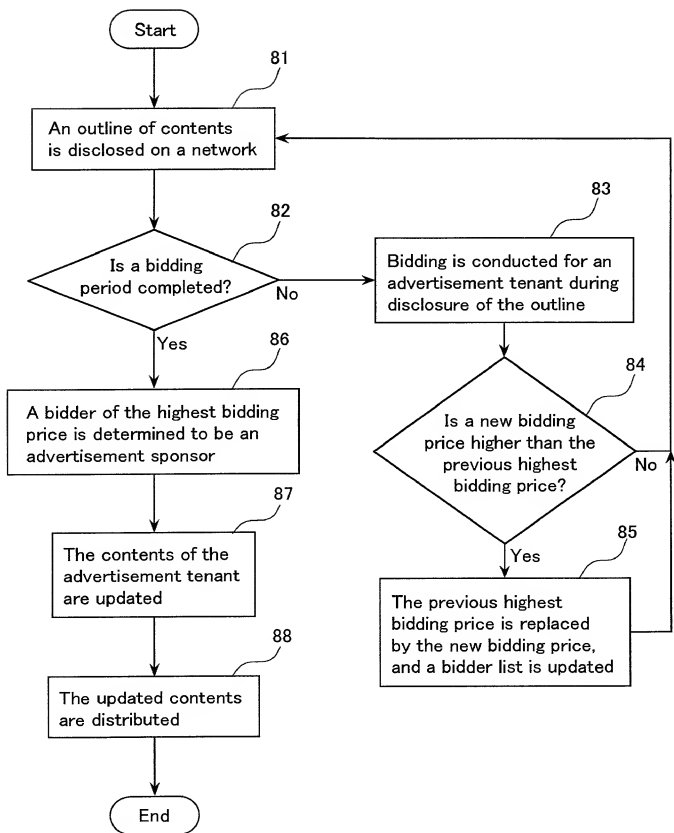 Start
81
An outline of contents
is disclosed on a network
82
Is a bidding
period completed?
No
Yes
83
Bidding is conducted for an
advertisement tenant during
disclosure of the outline
84
Is a new bidding
price higher than the
previous highest
bidding price?
No
Yes
85
The previous highest
bidding price is replaced
by the new bidding price,
and a bidder list is updated
86
A bidder of the highest bidding
price is determined to be an
advertisement sponsor
87
The contents of the
advertisement tenant
are updated
88
The updated contents
are distributed
End